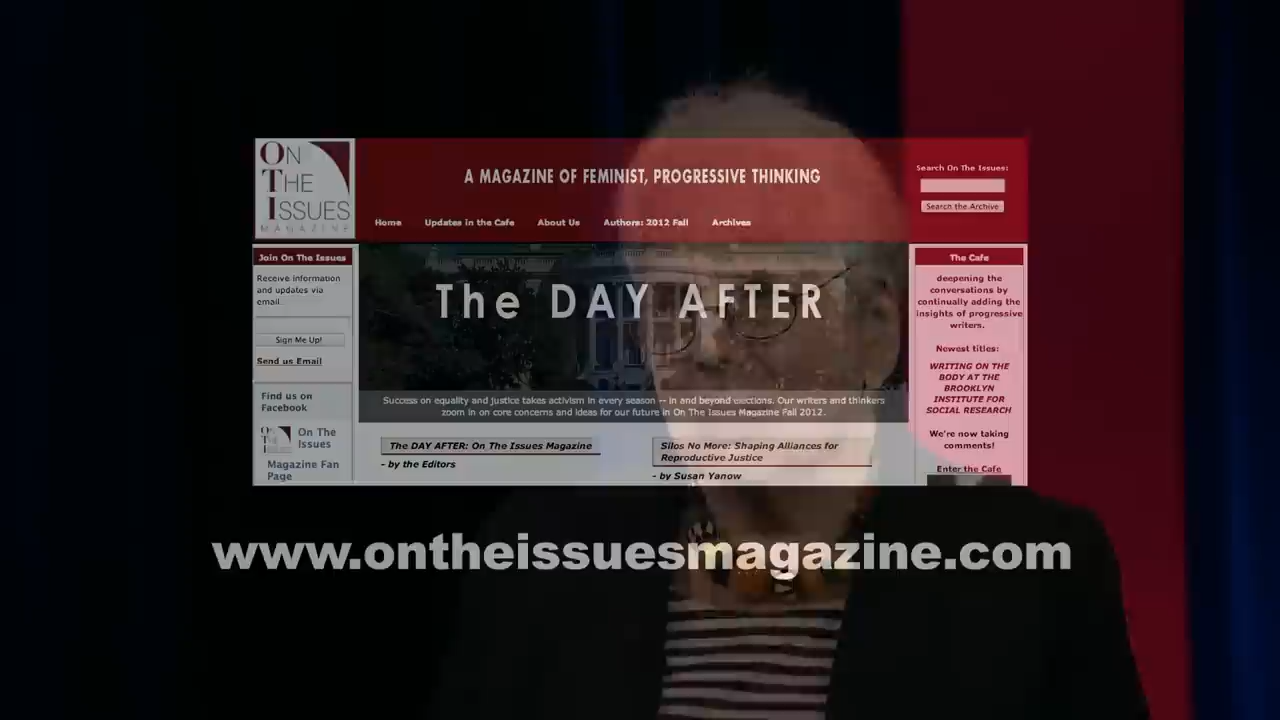 ON
THE
ISSUES
MAGAZINE
A MAGAZINE OF FEMINIST, PROGRESSIVE THINKING
Search On The Issues:
Search the Archive
Home
Updates in the Cafe
About Us
Authors: 2012 Fall
Archives
Join On The Issues
Receive information
and updates via
email.
Sign Me Up!
Send us Email
Find us on
Facebook
On The
Issues
Magazine Fan
Page
The DAY AFTER
Success on equality and justice takes activism in every season -- in and beyond elections. Our writers and thinkers
zoom in on core concerns and ideas for our future in On The Issues Magazine Fall 2012.
The DAY AFTER: On The Issues Magazine
- by the Editors
Silos No More: Shaping Alliances for
Reproductive Justice
- by Susan Yanow
The Cafe
deepening the
conversations by
continually adding the
insights of progressive
writers.
Newest titles:
WRITING ON THE
BODY AT THE
BROOKLYN
INSTITUTE FOR
SOCIAL RESEARCH
We're now taking
comments!
Enter the Cafe
www.ontheissuesmagazine.com